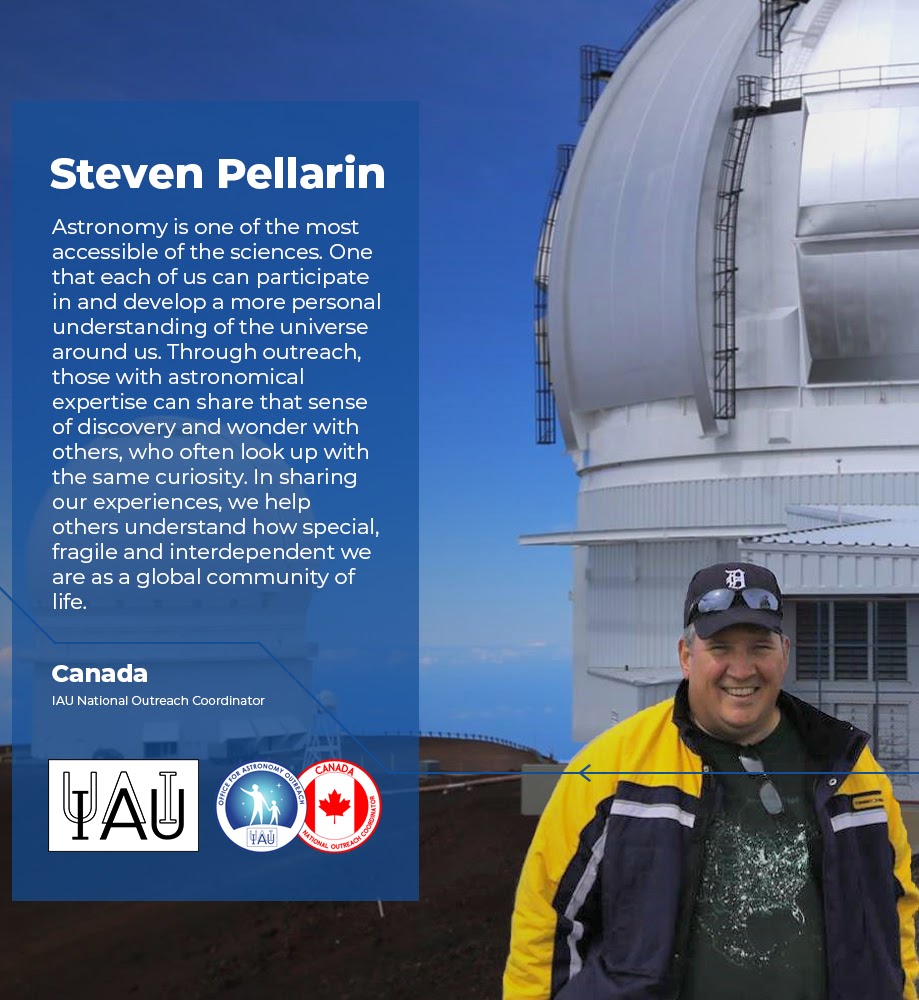 Steven Pellarin
Astronomy is one of the most
accessible of the sciences. One
that each of us can participate
in and develop a more personal
understanding of the universe
around us. Through outreach,
those with astronomical
expertise can share that sense
of discovery and wonder with
others, who often look up with
the same curiosity. In sharing
our experiences, we help
others understand how special,
fragile and interdependent we
are as a global community of
life.
Canada
IAU National Outreach Coordinator
IAU
OFFICE FOR ASTRONOMY OUTREACH
IAU
CANADA
NATIONAL OUTREACH COORDINATOR
D